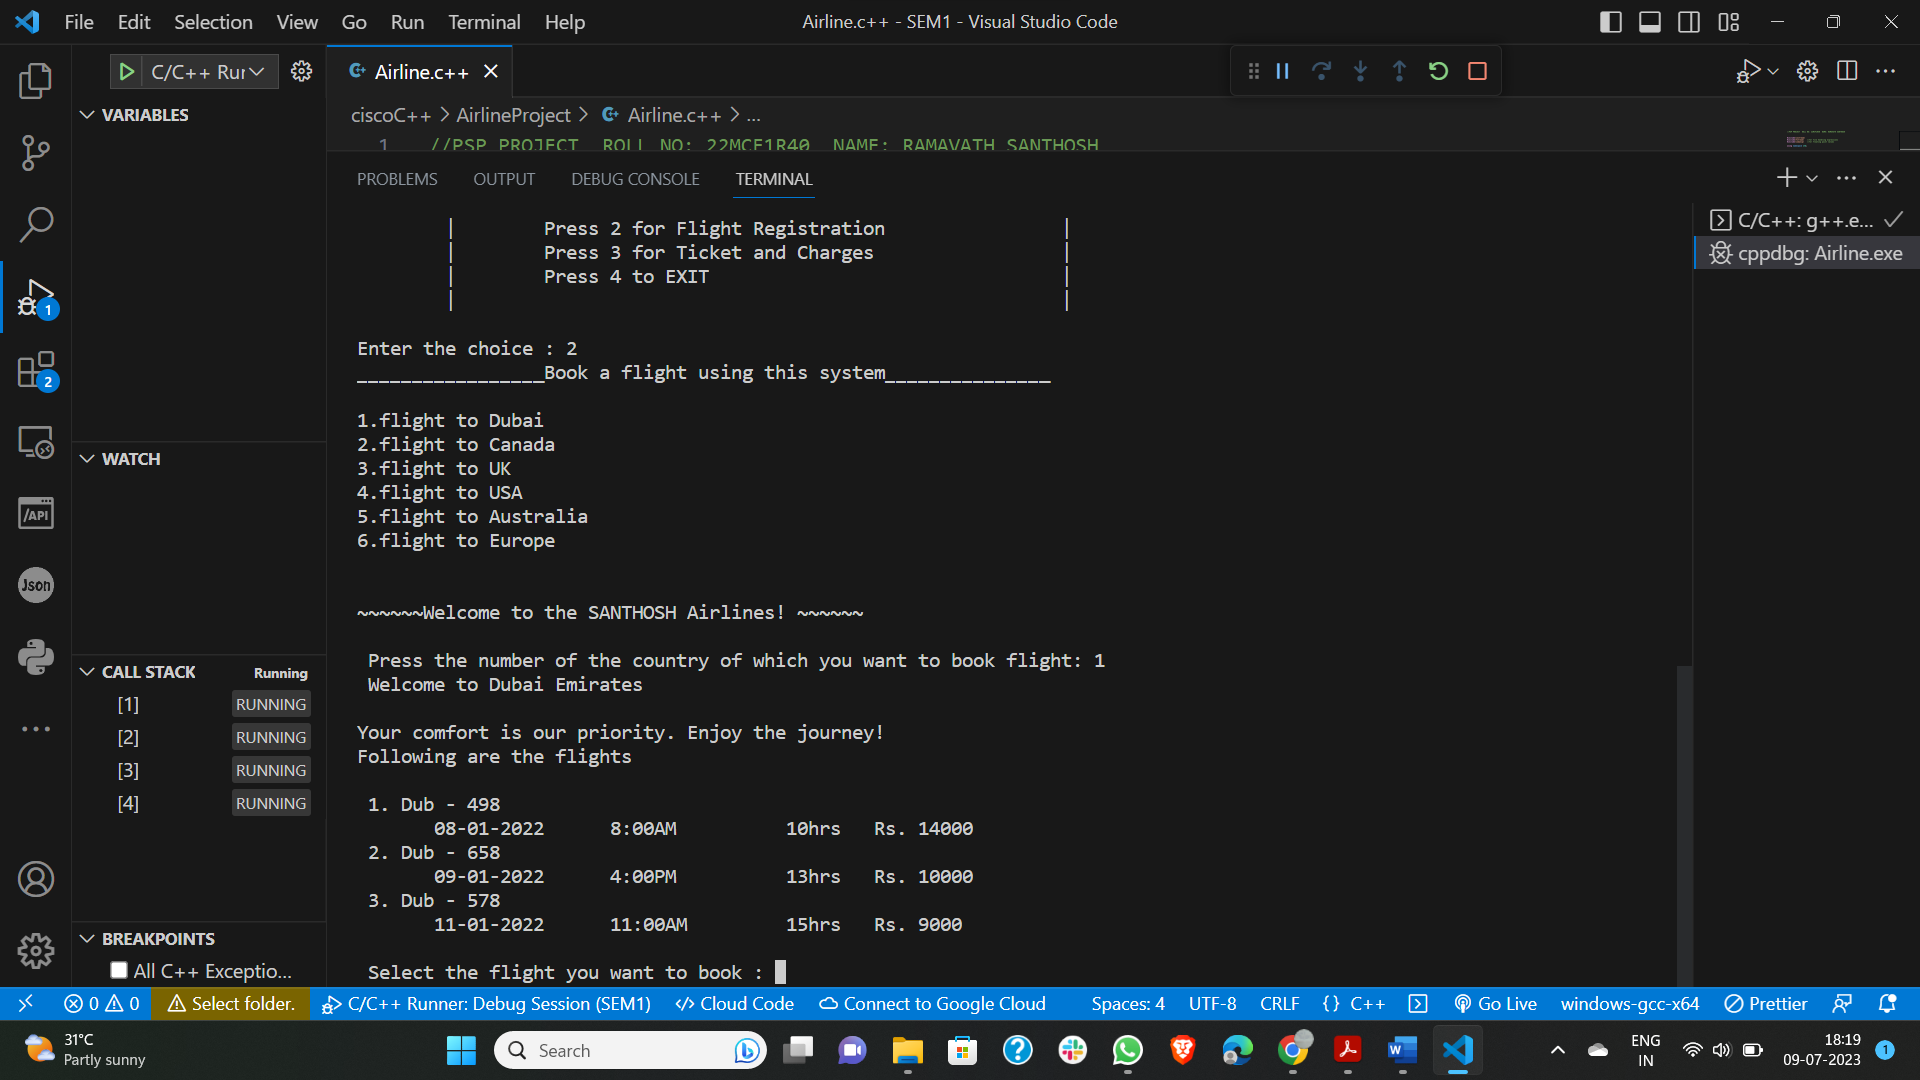 File Edit Selection View Go Run Terminal Help
Airline.c++ - SEM1 - Visual Studio Code
C/C++ Rur
Airline.c++
VARIABLES
ciscoC++ > AirlineProject > Airline.c++ > ...
1 //PSP PROJECT ROLL NO: 22MCF1R40 NAME: RAMAVATH SANTHOSH
PROBLEMS OUTPUT DEBUG CONSOLE TERMINAL
C/C++: g++.e...
cppdbg: Airline.exe
| Press 2 for Flight Registration |
| Press 3 for Ticket and Charges |
| Press 4 to EXIT |
| |
Enter the choice : 2
_________________Book a flight using this system_______________
1.flight to Dubai
2.flight to Canada
3.flight to UK
4.flight to USA
5.flight to Australia
6.flight to Europe
~~~~~~Welcome to the SANTHOSH Airlines! ~~~~~~
Press the number of the country of which you want to book flight: 1
Welcome to Dubai Emirates
Your comfort is our priority. Enjoy the journey!
Following are the flights
1. Dub - 498
08-01-2022 8:00AM 10hrs Rs. 14000
2. Dub - 658
09-01-2022 4:00PM 13hrs Rs. 10000
3. Dub - 578
11-01-2022 11:00AM 15hrs Rs. 9000
Select the flight you want to book :
1
2
/API
Json
WATCH
CALL STACK Running
[1] RUNNING
[2] RUNNING
[3] RUNNING
[4] RUNNING
BREAKPOINTS
All C++ Exceptio...
0 0 Select folder. C/C++ Runner: Debug Session (SEM1) Cloud Code Connect to Google Cloud Spaces: 4 UTF-8 CRLF {} C++ Go Live windows-gcc-x64 Prettier
31°C
Partly sunny
Search
ENG
IN
18:19
09-07-2023
1